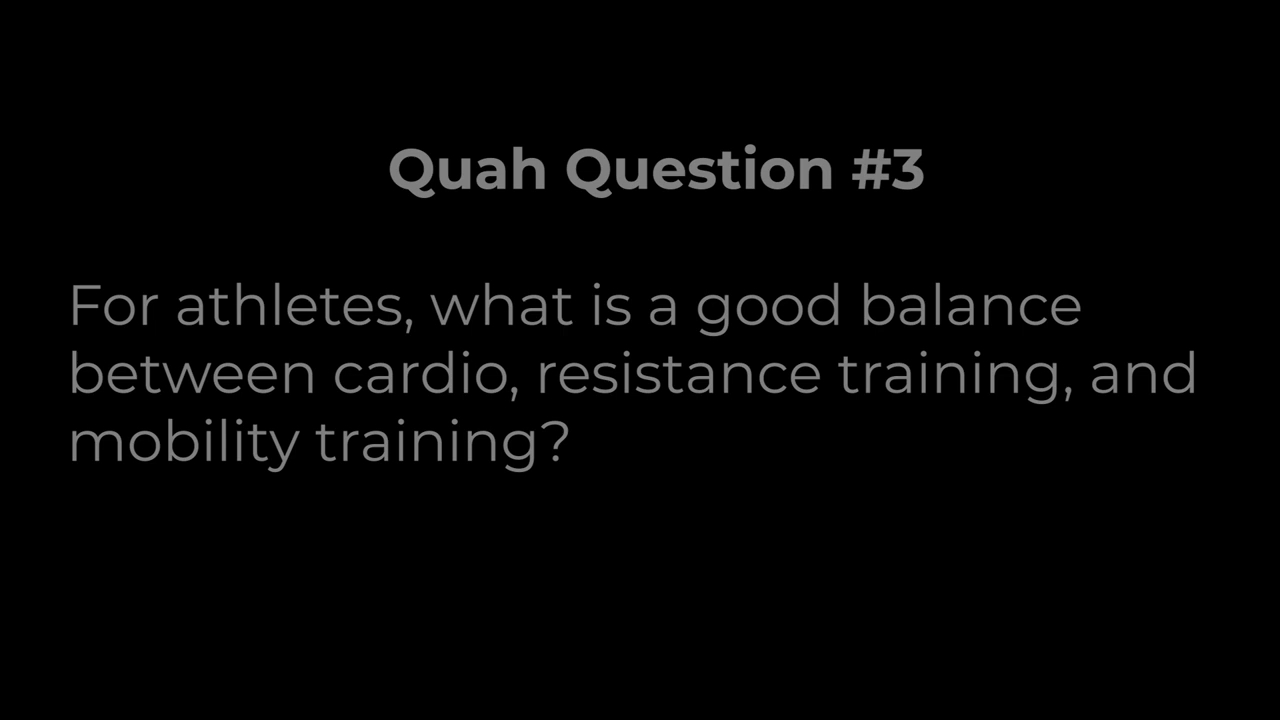 Quah Question #3
For athletes, what is a good balance
between cardio, resistance training, and
mobility training?